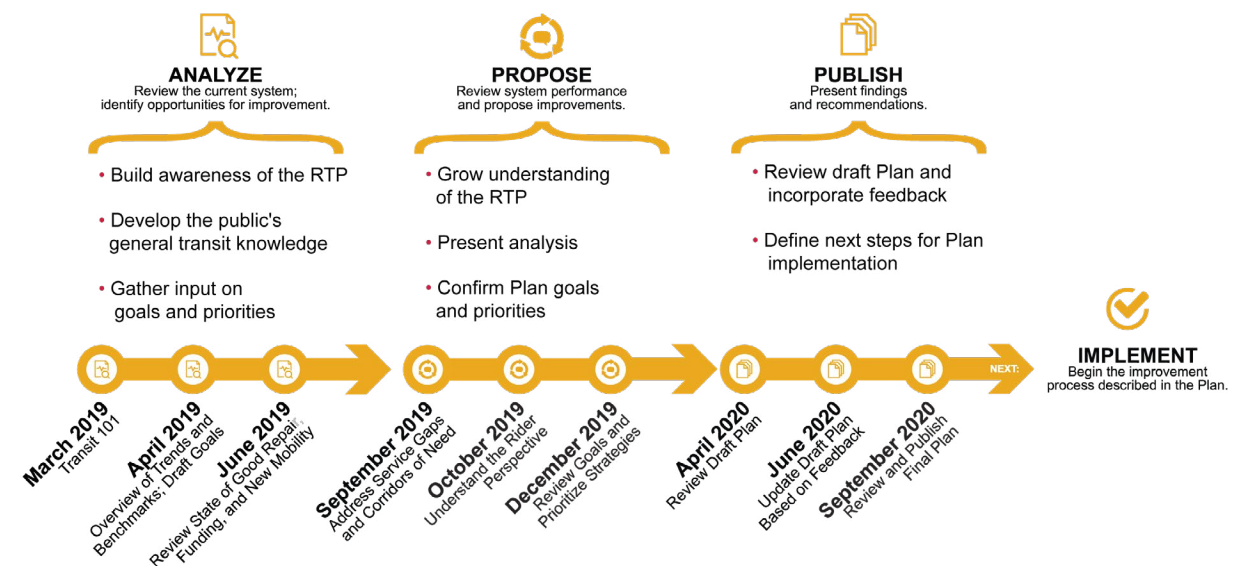 ANALYZE
Review the current system;
identify opportunities for improvement.
• Build awareness of the RTP
• Develop the public's
general transit knowledge
• Gather input on
goals and priorities
PROPOSE
Review system performance
and propose improvements.
• Grow understanding
of the RTP
• Present analysis
• Confirm Plan goals
and priorities
PUBLISH
Present findings
and recommendations.
• Review draft Plan and
incorporate feedback
• Define next steps for Plan
implementation
NEXT:
IMPLEMENT
Begin the improvement
process described in the Plan.
March 2019
Transit 101
April 2019
Overview of Trends and
Benchmarks; Draft Goals
June 2019
Review State of Good Repair,
Funding, and New Mobility
September 2019
Address Service Gaps
and Corridors of Need
October 2019
Understand the Rider
Perspective
December 2019
Review Goals and
Prioritize Strategies
April 2020
Review Draft Plan
June 2020
Update Draft Plan
Based on Feedback
September 2020
Review and Publish
Final Plan